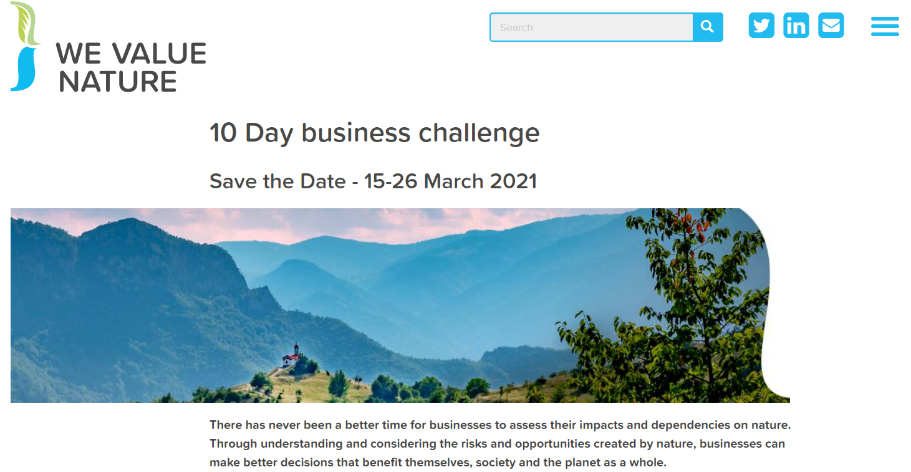 WE VALUE
NATURE
Search
10 Day business challenge
Save the Date - 15-26 March 2021
There has never been a better time for businesses to assess their impacts and dependencies on nature.
Through understanding and considering the risks and opportunities created by nature, businesses can
make better decisions that benefit themselves, society and the planet as a whole.